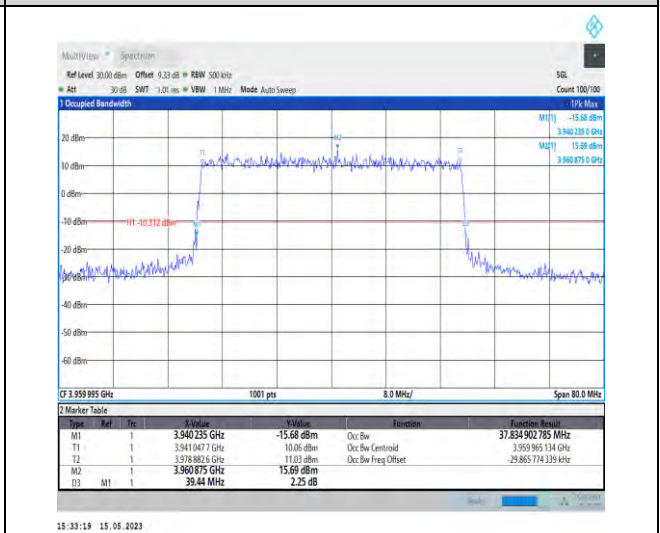 MultiView Spectrum
Ref Level 30.00 dBm Offset 9.33 dB RBW 500 kHz SGL
Att 30 dB SWT 1.01 ms VBW 1 MHz Mode Auto Sweep Count 100/100
1 Occupied Bandwidth 1Pk Max
M1[1] -15.68 dBm
3.940 235 0 GHz
M2[1] 15.69 dBm
3.960 875 0 GHz
20 dBm
M2
T1
10 dBm
0 dBm
-10 dBm
H1 -10.312 dBm
M1
-20 dBm
-30 dBm
-40 dBm
-50 dBm
-60 dBm
CF 3.959 995 GHz 1001 pts 8.0 MHz/ Span 80.0 MHz
2 Marker Table
Type Ref Trc X-Value Y-Value Function Function Result
M1 1 3.940 235 GHz -15.68 dBm Occ Bw 37.834 902 785 MHz
T1 1 3.941 047 7 GHz 10.06 dBm Occ Bw Centroid 3.959 965 134 GHz
T2 1 3.978 882 6 GHz 11.03 dBm Occ Bw Freq Offset -29.865 774 339 kHz
M2 1 3.960 875 GHz 15.69 dBm
D3 M1 1 39.44 MHz 2.25 dB
15:33:19 15.05.2023